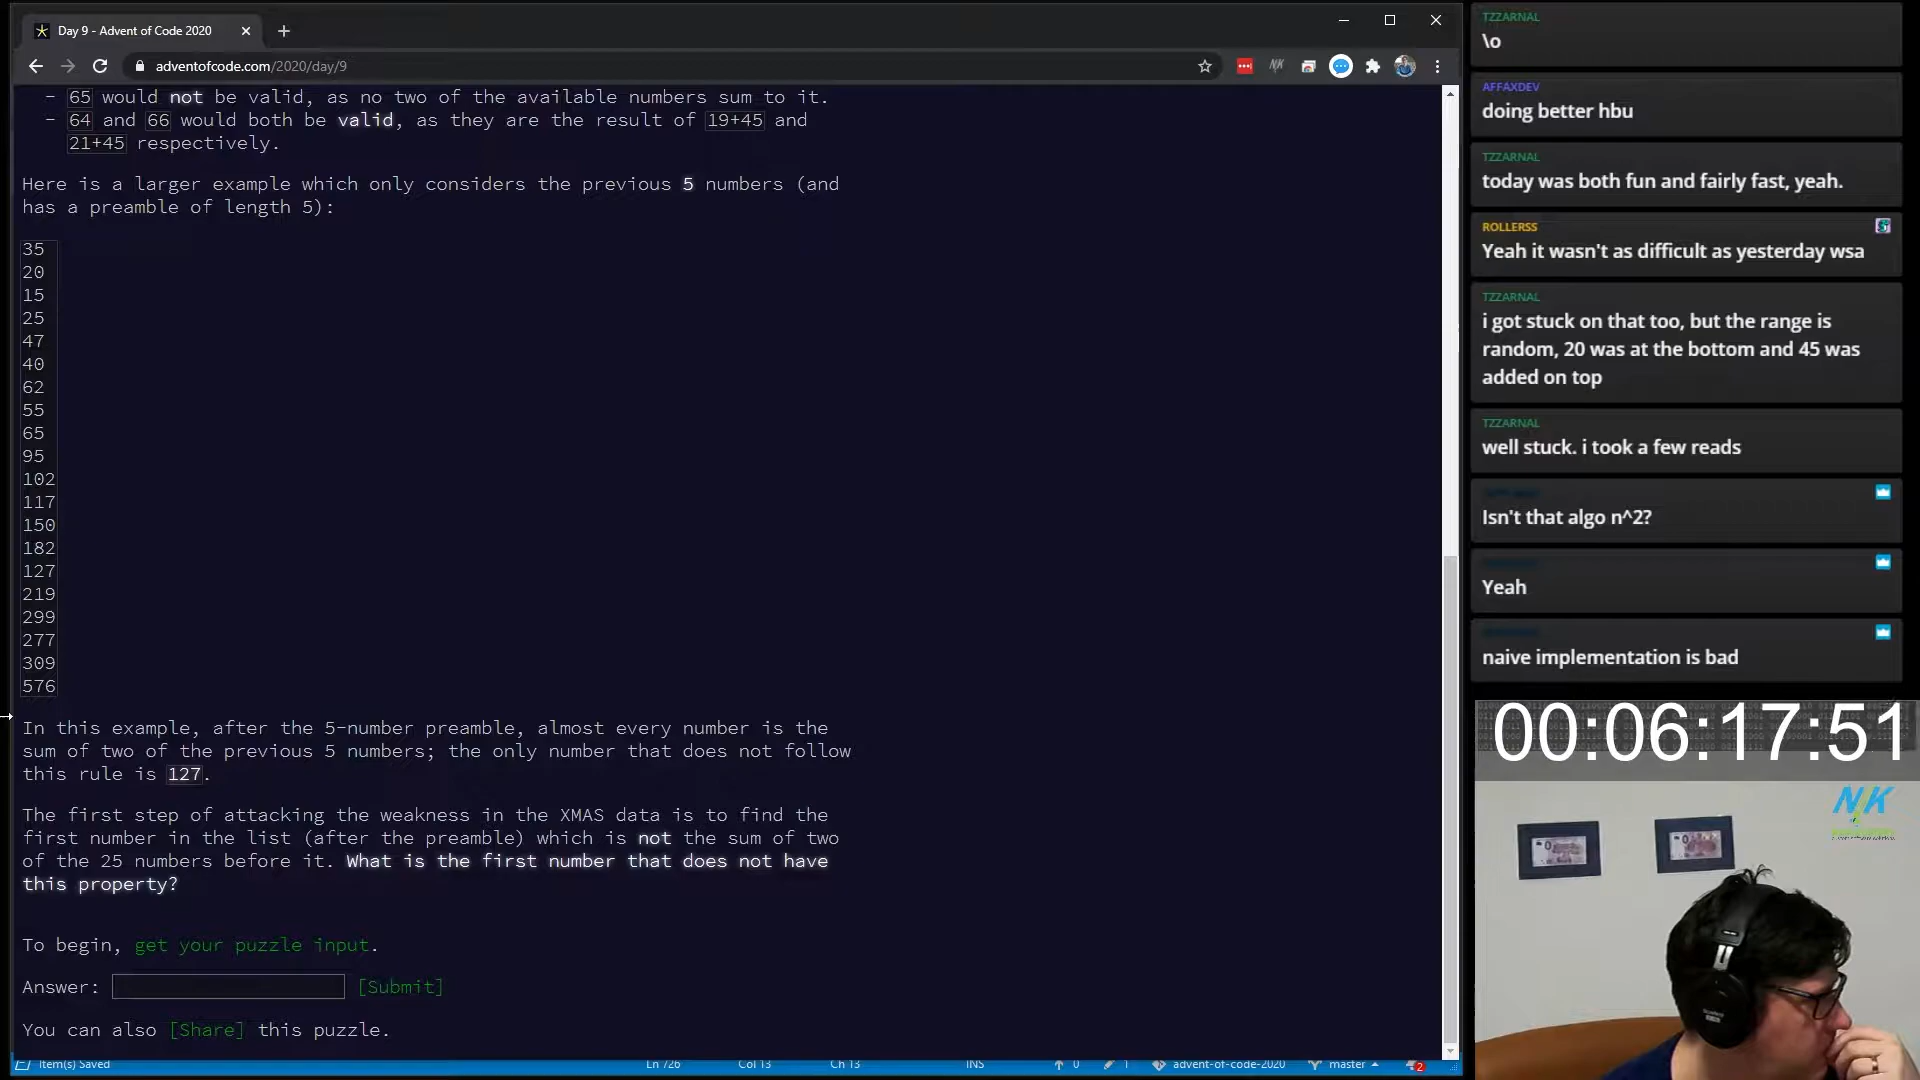 Day 9 - Advent of Code 2020
adventofcode.com/2020/day/9
- 65 would not be valid, as no two of the available numbers sum to it.
- 64 and 66 would both be valid, as they are the result of 19+45 and
21+45 respectively.
Here is a larger example which only considers the previous 5 numbers (and
has a preamble of length 5):
35
20
15
25
47
40
62
55
65
95
102
117
150
182
127
219
299
277
309
576
In this example, after the 5-number preamble, almost every number is the
sum of two of the previous 5 numbers; the only number that does not follow
this rule is 127.
The first step of attacking the weakness in the XMAS data is to find the
first number in the list (after the preamble) which is not the sum of two
of the 25 numbers before it. What is the first number that does not have
this property?
To begin, get your puzzle input.
Answer: [Submit]
You can also [Share] this puzzle.
Item(s) Saved
Ln 726 Col 13 Ch 13 INS 0 1 advent-of-code-2020 master 2
TZZARNAL
\o
AFFAXDEV
doing better hbu
TZZARNAL
today was both fun and fairly fast, yeah.
ROLLERSS
Yeah it wasn't as difficult as yesterday wsa
TZZARNAL
i got stuck on that too, but the range is
random, 20 was at the bottom and 45 was
added on top
TZZARNAL
well stuck. i took a few reads
Isn't that algo n^2?
Yeah
naive implementation is bad
00:06:17:51
NK